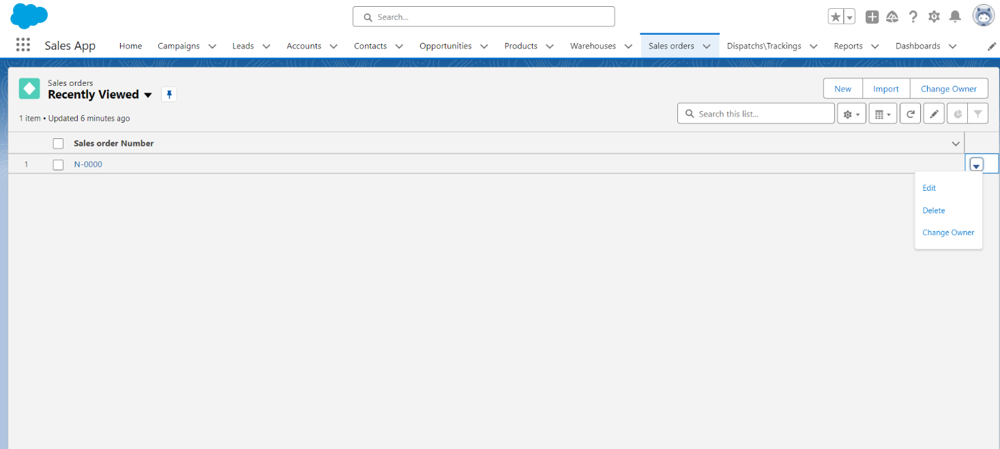 Search...
Sales App Home Campaigns Leads Accounts Contacts Opportunities Products Warehouses Sales orders Dispatchs\Trackings Reports Dashboards
Sales orders
Recently Viewed
New Import Change Owner
1 item • Updated 6 minutes ago
Search this list...
Sales order Number
1 N-0000
Edit
Delete
Change Owner